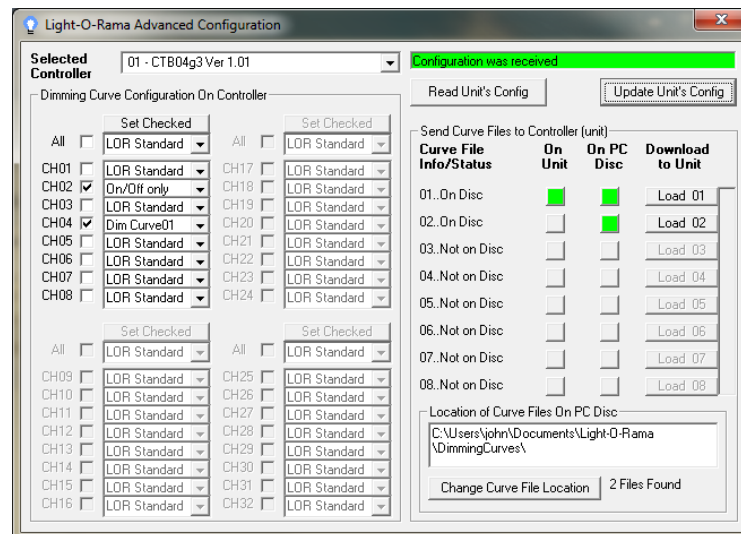 Light-O-Rama Advanced Configuration
Selected Controller
01 - CTB04g3 Ver 1.01
Configuration was received
Read Unit's Config
Update Unit's Config
Dimming Curve Configuration On Controller
Set Checked
All LOR Standard
CH01 LOR Standard
CH02 On/Off only
CH03 LOR Standard
CH04 Dim Curve01
CH05 LOR Standard
CH06 LOR Standard
CH07 LOR Standard
CH08 LOR Standard
Set Checked
All LOR Standard
CH17 LOR Standard
CH18 LOR Standard
CH19 LOR Standard
CH20 LOR Standard
CH21 LOR Standard
CH22 LOR Standard
CH23 LOR Standard
CH24 LOR Standard
Set Checked
All LOR Standard
CH09 LOR Standard
CH10 LOR Standard
CH11 LOR Standard
CH12 LOR Standard
CH13 LOR Standard
CH14 LOR Standard
CH15 LOR Standard
CH16 LOR Standard
Set Checked
All LOR Standard
CH25 LOR Standard
CH26 LOR Standard
CH27 LOR Standard
CH28 LOR Standard
CH29 LOR Standard
CH30 LOR Standard
CH31 LOR Standard
CH32 LOR Standard
Send Curve Files to Controller (unit)
Curve File On On PC Download
Info/Status Unit Disc to Unit
01..On Disc Load 01
02..On Disc Load 02
03..Not on Disc Load 03
04..Not on Disc Load 04
05..Not on Disc Load 05
06..Not on Disc Load 06
07..Not on Disc Load 07
08..Not on Disc Load 08
Location of Curve Files On PC Disc
C:\Users\john\Documents\Light-O-Rama
\DimmingCurves\
Change Curve File Location
2 Files Found